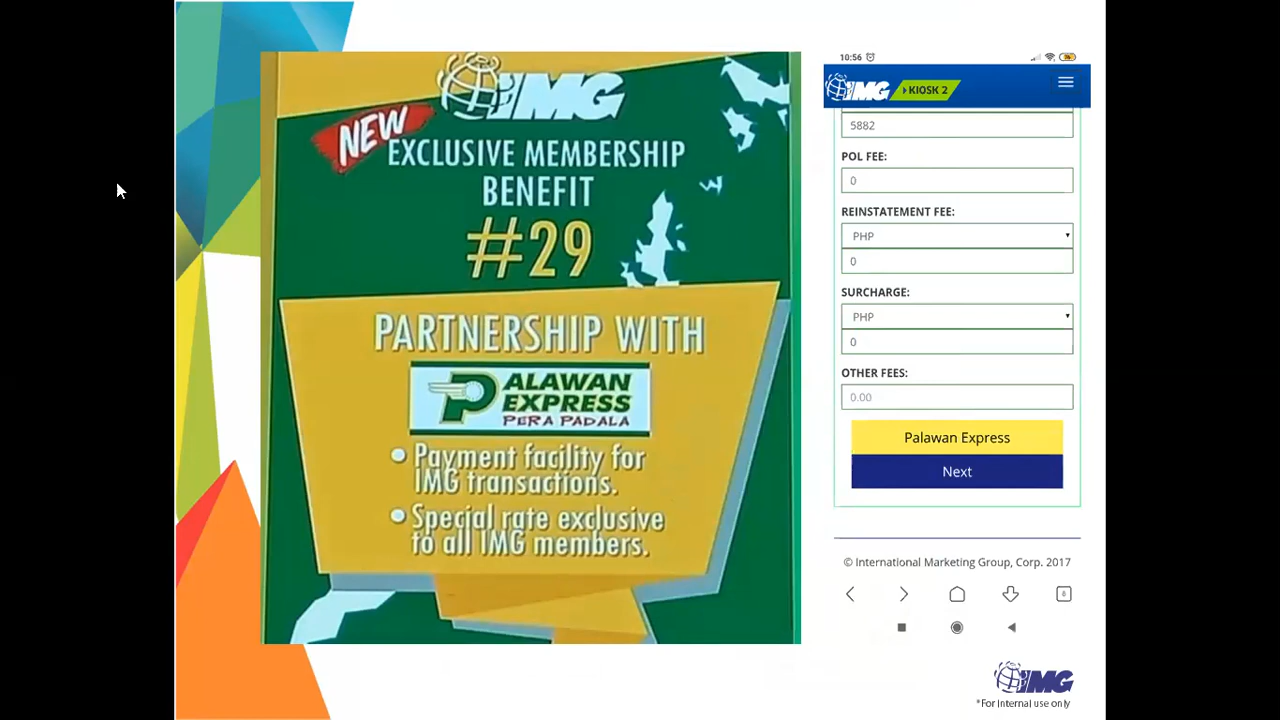 IMG
NEW
EXCLUSIVE MEMBERSHIP
BENEFIT
#29
PARTNERSHIP WITH
PALAWAN
EXPRESS
PERA PADALA
• Payment facility for
IMG transactions.
• Special rate exclusive
to all IMG members.
10:56
IMG KIOSK 2
5882
POL FEE:
0
REINSTATEMENT FEE:
PHP
0
SURCHARGE:
PHP
0
OTHER FEES:
0.00
Palawan Express
Next
© International Marketing Group, Corp. 2017
IMG
*For Internal use only